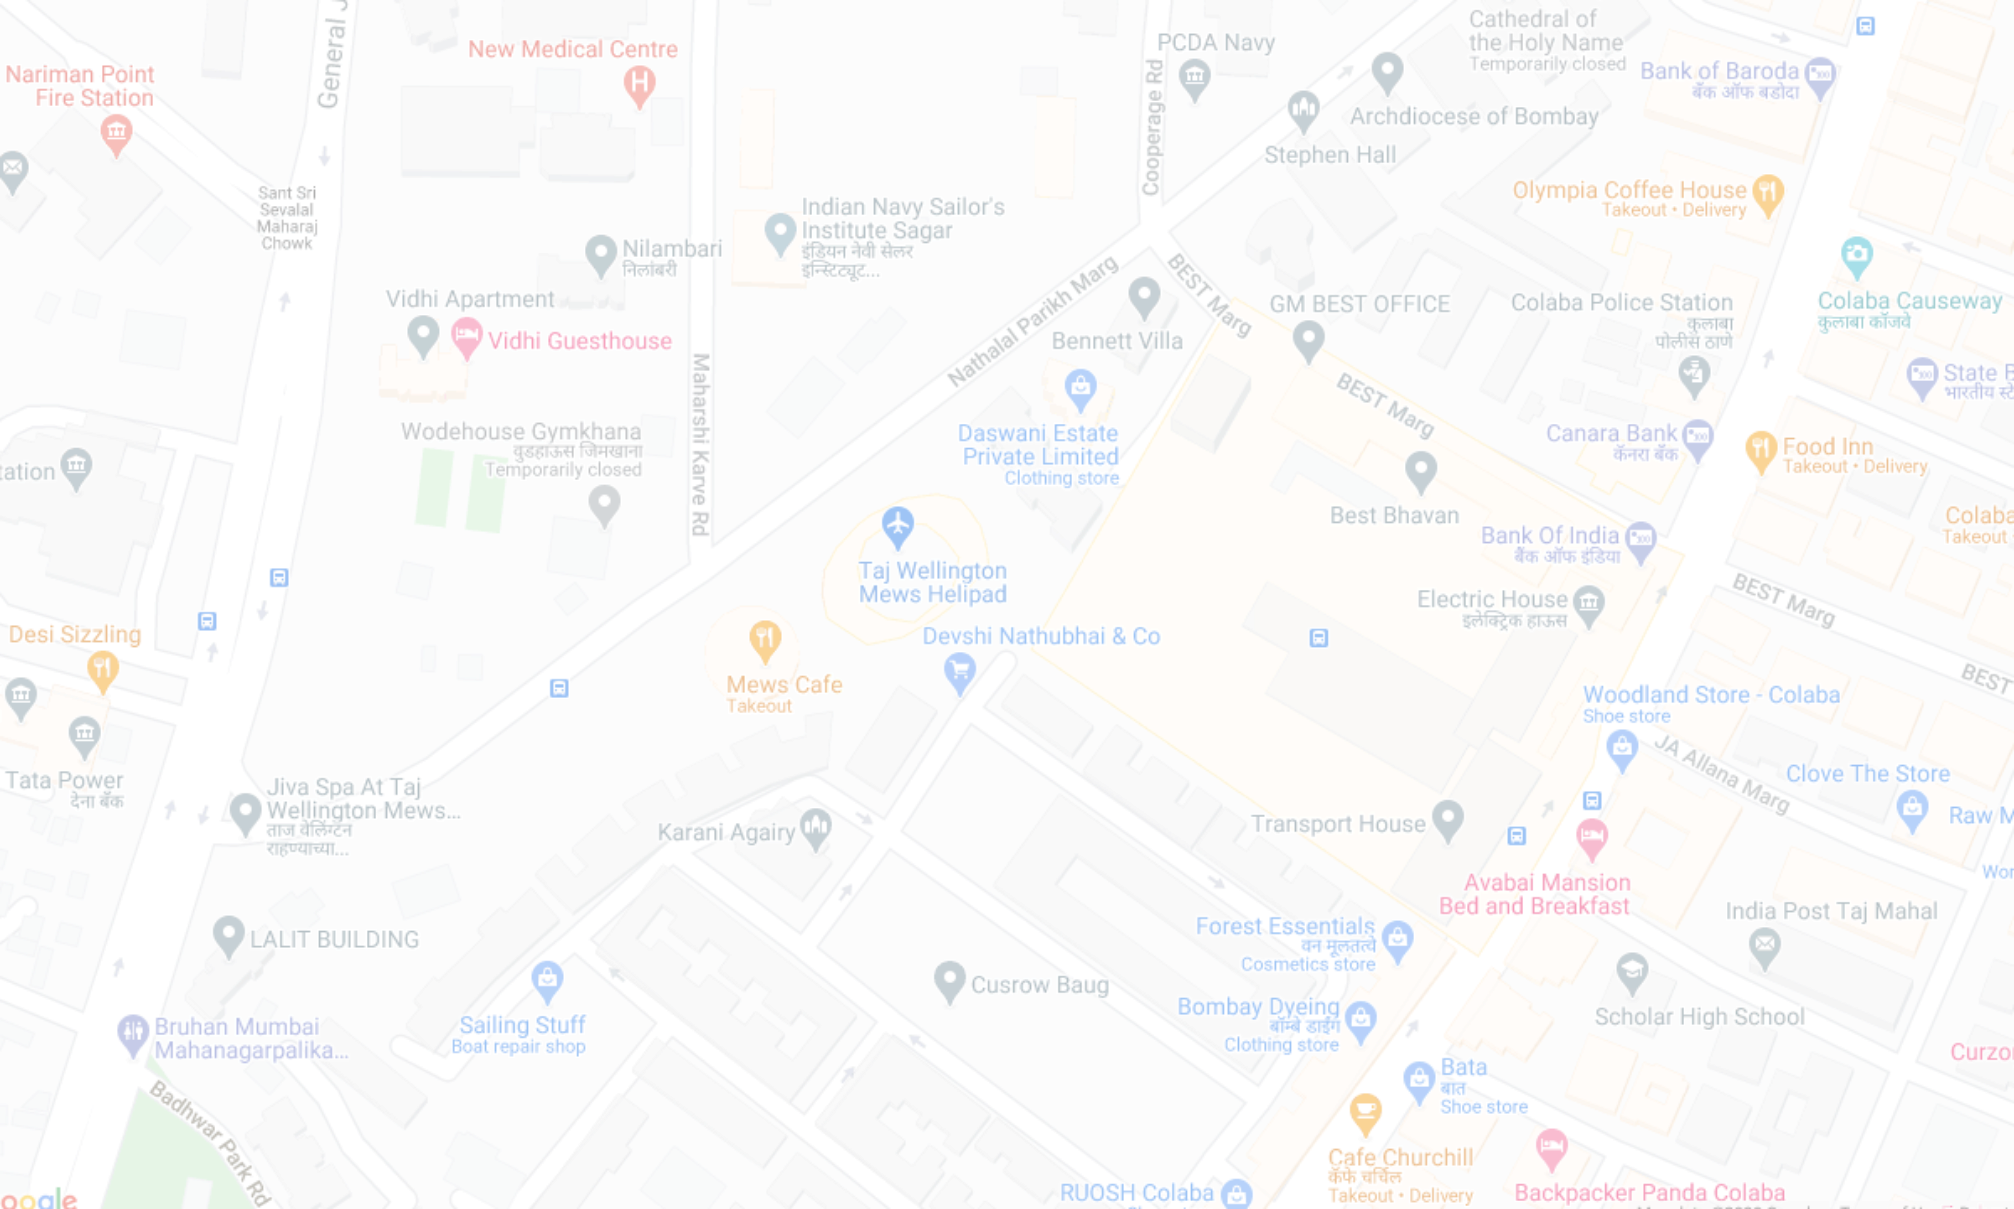 General J
New Medical Centre
Nariman Point
Fire Station
Sant Sri
Sevalal
Maharaj
Chowk
PCDA Navy
Cooperage Rd
Cathedral of
the Holy Name
Temporarily closed
Archdiocese of Bombay
Stephen Hall
Bank of Baroda
बँक ऑफ बडोदा
Olympia Coffee House
Takeout • Delivery
Indian Navy Sailor's
Institute Sagar
इंडियन नेवी सेलर
इन्स्टिट्यूट...
Nilambari
निलांबरी
Vidhi Apartment
Vidhi Guesthouse
Maharshi Karve Rd
Nathalal Parikh Marg
BEST Marg
Bennett Villa
GM BEST OFFICE
BEST Marg
Colaba Police Station
कुलाबा
पोलीस ठाणे
Colaba Causeway
कुलाबा कॉजवे
State B
भारतीय स्टे
Daswani Estate
Private Limited
Clothing store
Wodehouse Gymkhana
वुडहाऊस जिमखाना
Temporarily closed
tation
Canara Bank
कॅनरा बँक
Food Inn
Takeout • Delivery
Best Bhavan
Bank Of India
बैंक ऑफ इंडिया
Colaba
Takeout
Taj Wellington
Mews Helipad
Electric House
इलेक्ट्रिक हाऊस
BEST Marg
BEST
Desi Sizzling
Devshi Nathubhai & Co
Mews Cafe
Takeout
Woodland Store - Colaba
Shoe store
JA Allana Marg
Clove The Store
Raw M
Tata Power
देना बँक
Jiva Spa At Taj
Wellington Mews...
ताज वेलिंग्टन
राहण्याच्या...
Karani Agairy
Transport House
Wor
Avabai Mansion
Bed and Breakfast
India Post Taj Mahal
LALIT BUILDING
Forest Essentials
वन मूलतत्वे
Cosmetics store
Cusrow Baug
Sailing Stuff
Boat repair shop
Bombay Dyeing
बॉम्बे डाईंग
Clothing store
Scholar High School
Bruhan Mumbai
Mahanagarpalika...
Curzo
Bata
बात
Shoe store
Badhwar Park Rd
Cafe Churchill
कॅफे चर्चिल
Takeout • Delivery
Backpacker Panda Colaba
RUOSH Colaba
oogle